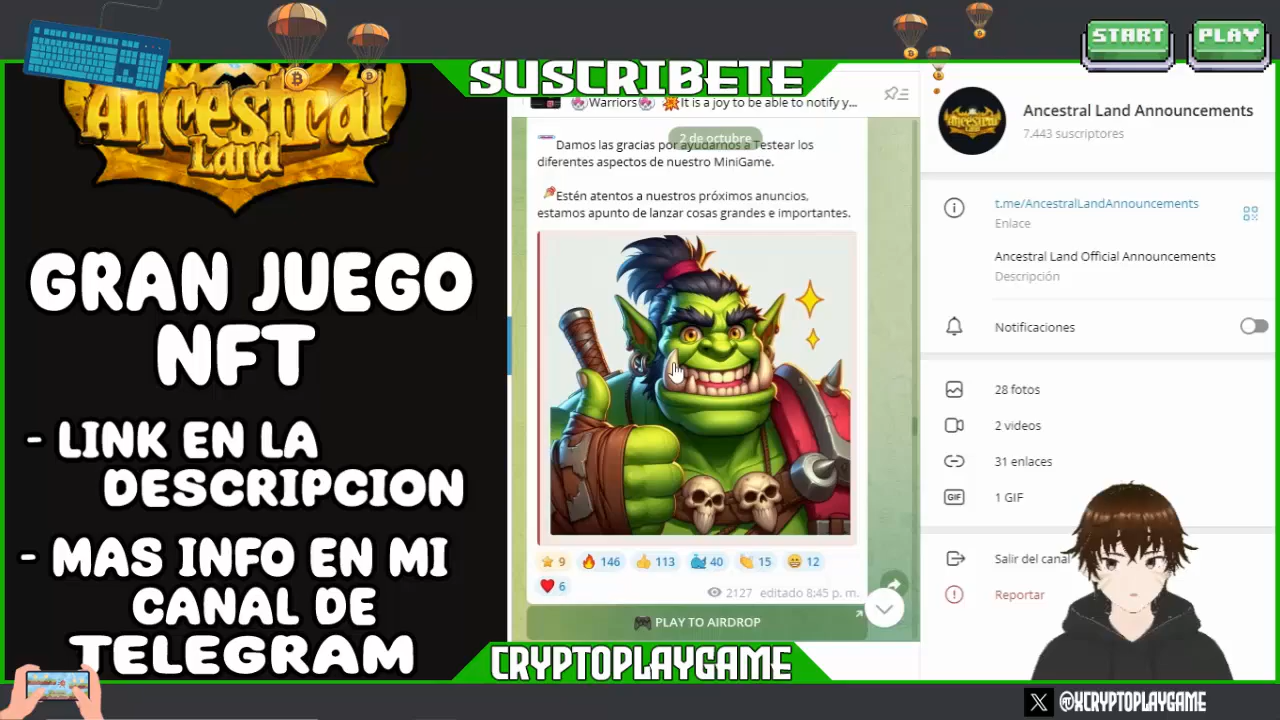 START
PLAY
SUSCRIBETE
Ancestral
Land
GRAN JUEGO
NFT
- LINK EN LA
DESCRIPCION
- MAS INFO EN MI
CANAL DE
TELEGRAM
Warriors It is a joy to be able to notify y...
2 de octubre
Damos las gracias por ayudarnos a Testear los
diferentes aspectos de nuestro MiniGame.
Estén atentos a nuestros próximos anuncios,
estamos apunto de lanzar cosas grandes e importantes.
9 146 113 40 15 12
6
2127 editado 8:45 p. m.
PLAY TO AIRDROP
Ancestral
Land
Ancestral Land Announcements
7.443 suscriptores
t.me/AncestralLandAnnouncements
Enlace
Ancestral Land Official Announcements
Descripción
Notificaciones
28 fotos
2 videos
31 enlaces
GIF 1 GIF
Salir del canal
Reportar
CRYPTOPLAYGAME
X @XCRYPTOPLAYGAME